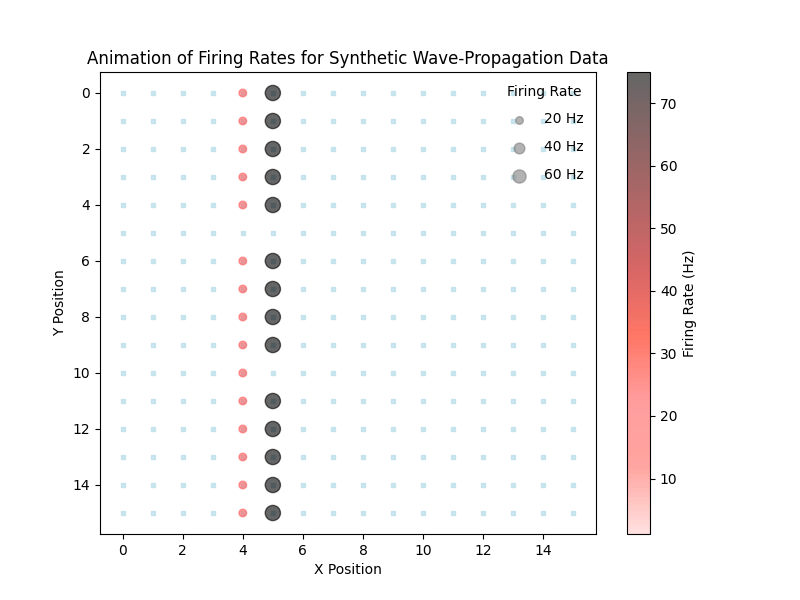 Animation of Firing Rates for Synthetic Wave-Propagation Data
Firing Rate
20 Hz
40 Hz
60 Hz
0
2
4
6
8
10
12
14
Y Position
0 2 4 6 8 10 12 14
X Position
70
60
50
40
30
20
10
Firing Rate (Hz)